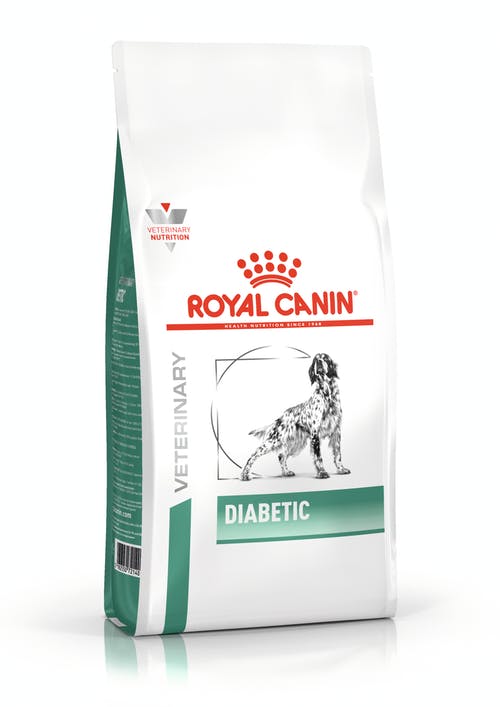 VETERINARY
NUTRITION
ROYAL CANIN®
HEALTH NUTRITION SINCE 1968
VETERINARY
DIABETIC